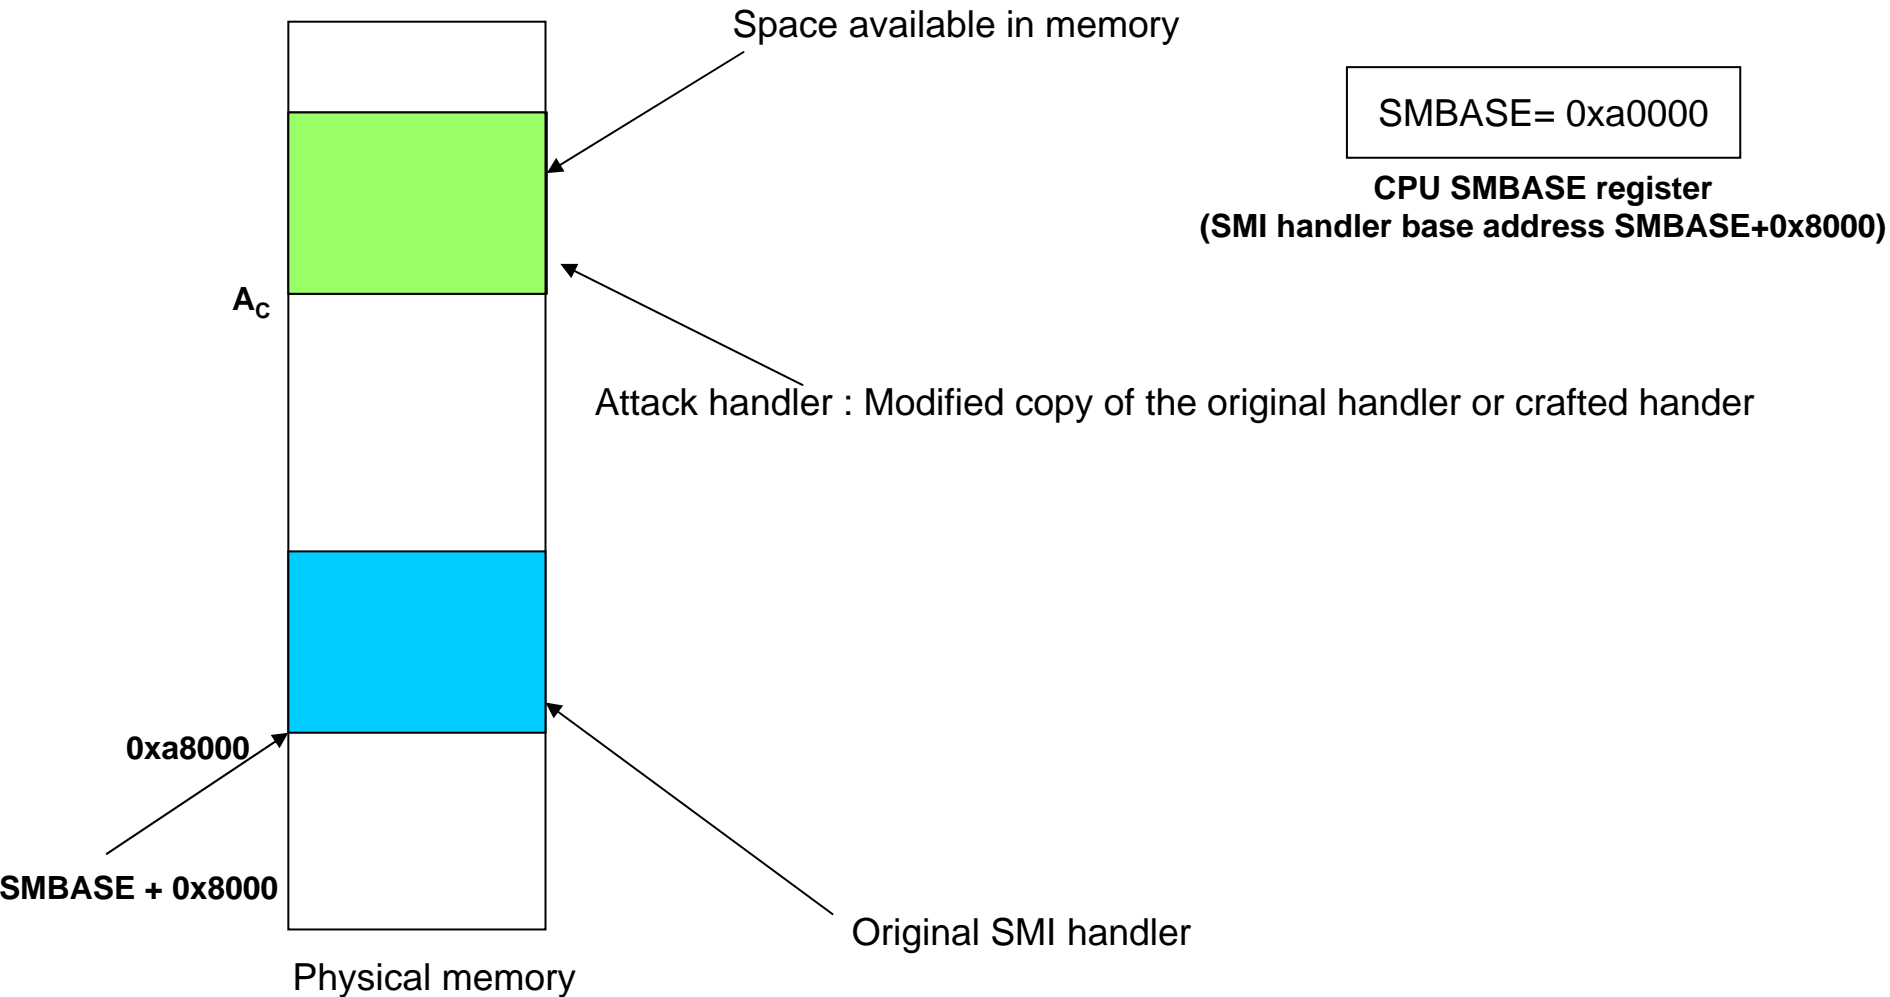 Space available in memory
SMBASE= 0xa0000
CPU SMBASE register
(SMI handler base address SMBASE+0x8000)
AC
Attack handler : Modified copy of the original handler or crafted hander
0xa8000
SMBASE + 0x8000
Original SMI handler
Physical memory